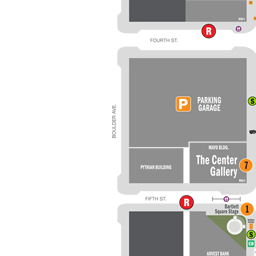 R
FOURTH ST.
BOULDER AVE.
P
PARKING
GARAGE
$
MAYO BLDG.
PYTHIAN BUILDING
The Center
Gallery
7
FIFTH ST.
R
Bartlett
Square Stage
1
$
ARVEST BANK